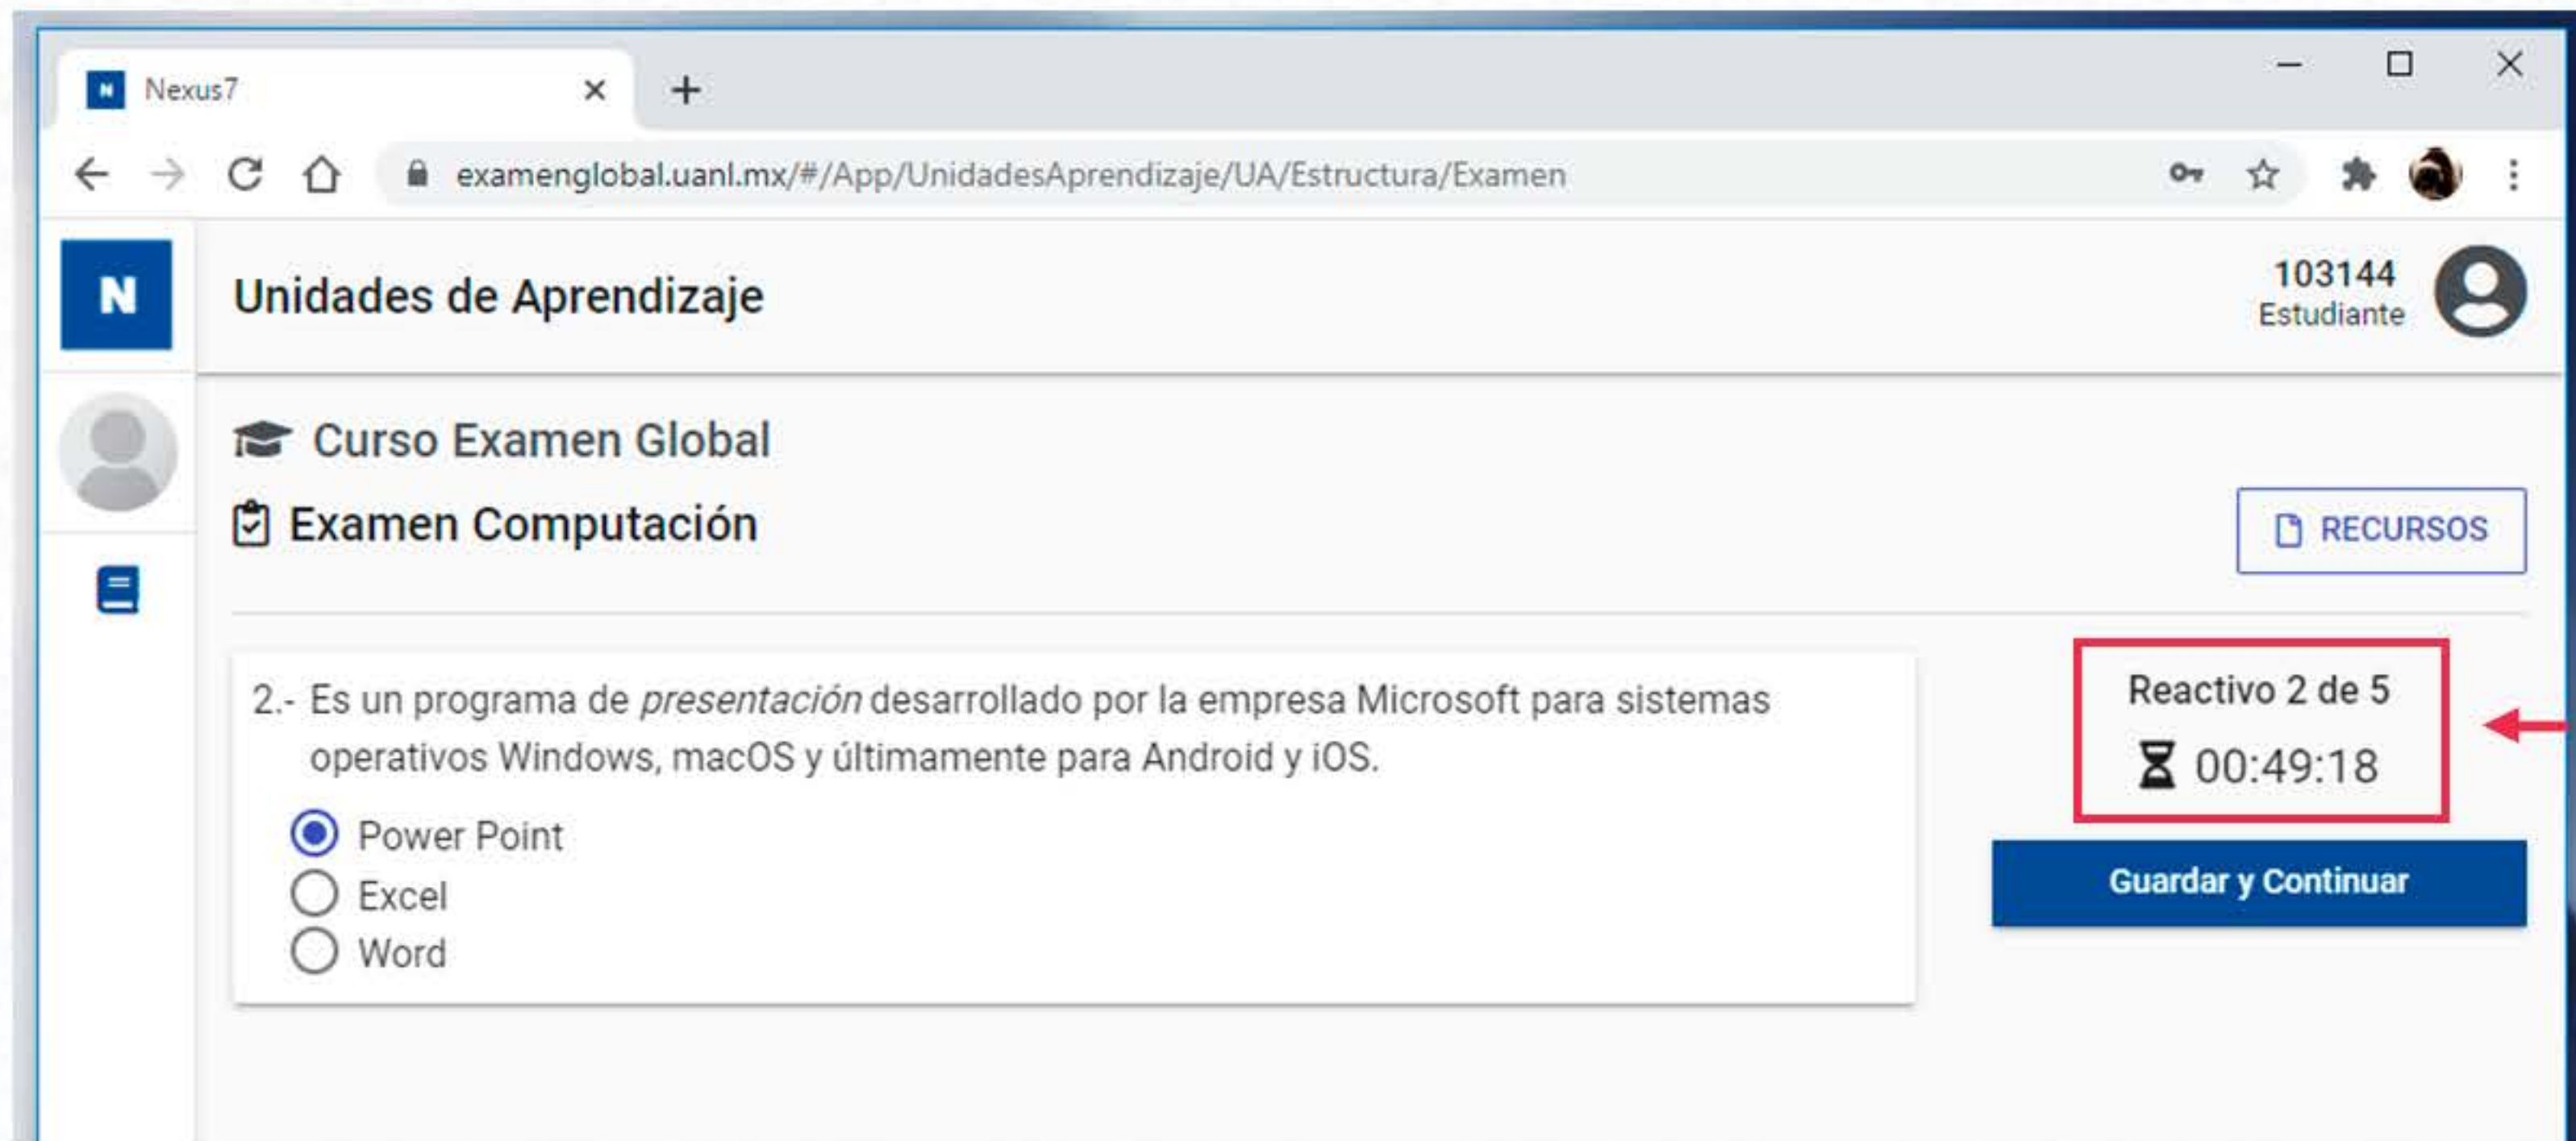 Nexus7
examenglobal.uanl.mx/#/App/UnidadesAprendizaje/UA/Estructura/Examen
N
Unidades de Aprendizaje
103144
Estudiante
Curso Examen Global
Examen Computación
RECURSOS
2.- Es un programa de presentación desarrollado por la empresa Microsoft para sistemas
operativos Windows, macOS y últimamente para Android y iOS.
Power Point
Excel
Word
Reactivo 2 de 5
00:49:18
Guardar y Continuar